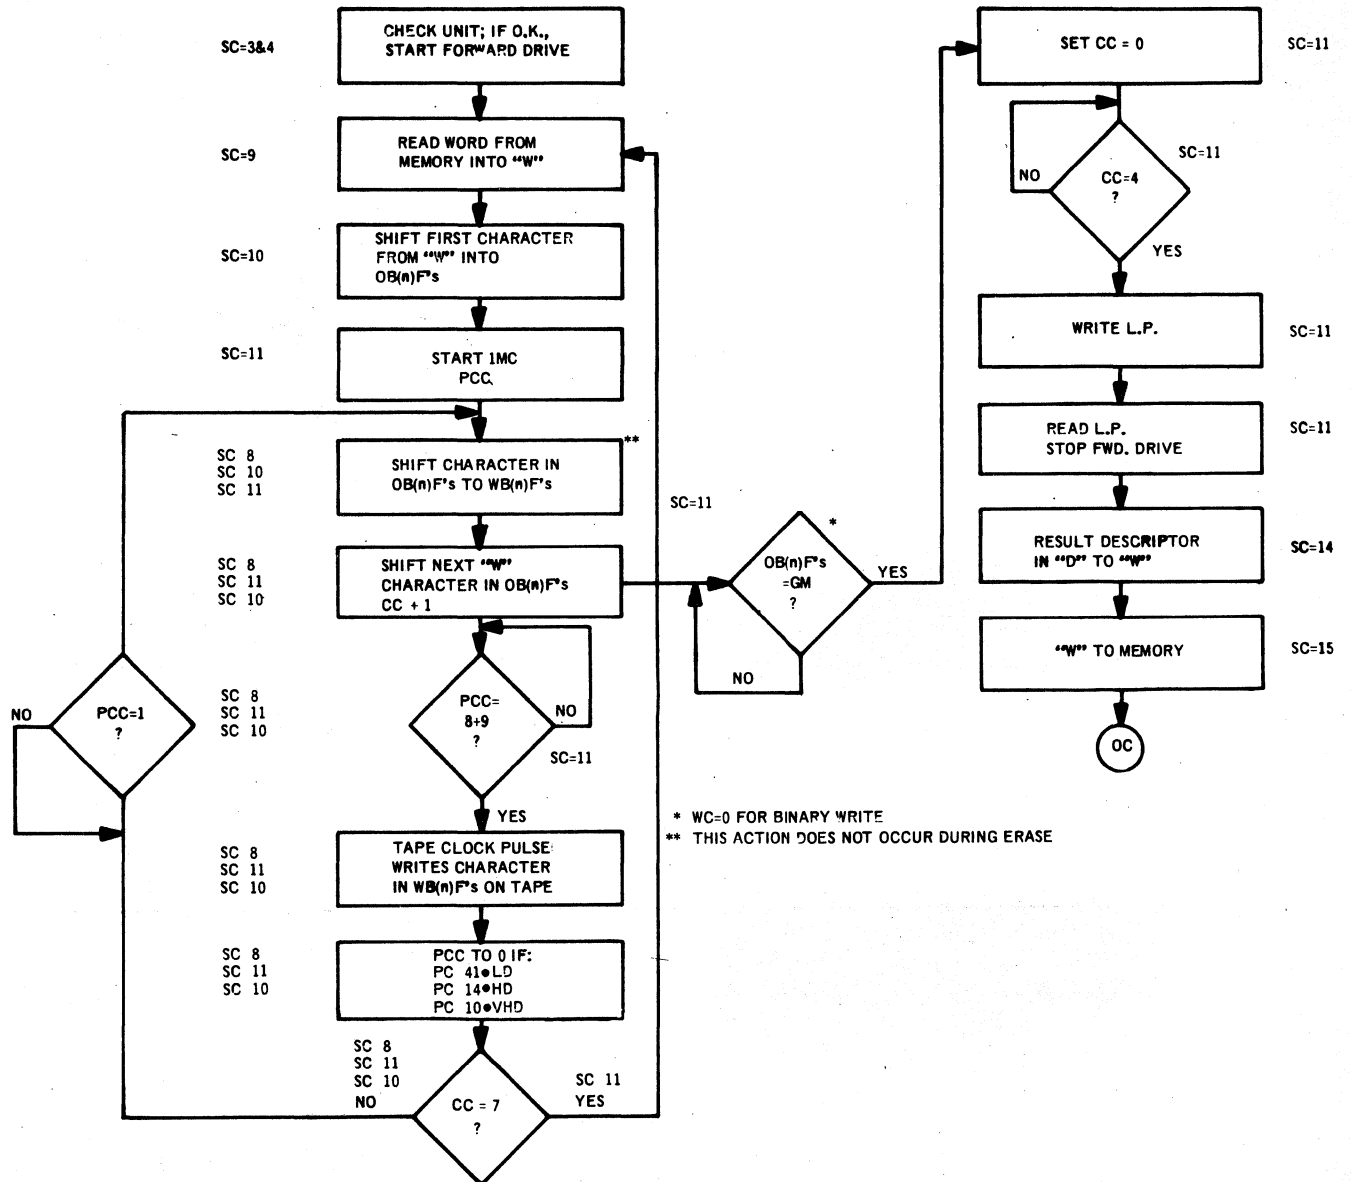 SC=3&4
CHECK UNIT; IF O.K.,
START FORWARD DRIVE
SC=9
READ WORD FROM
MEMORY INTO "W"
SC=10
SHIFT FIRST CHARACTER
FROM "W" INTO
OB(n)F's
SC=11
START 1MC
PCC
SC 8
SC 10
SC 11
**
SHIFT CHARACTER IN
OB(n)F's TO WB(n)F's
SC 8
SC 11
SC 10
SHIFT NEXT "W"
CHARACTER IN OB(n)F's
CC + 1
SC=11
*
OB(n)F's
=GM
?
YES
NO
NO
PCC=1
?
SC 8
SC 11
SC 10
PCC=
8+9
?
NO
SC=11
YES
SC 8
SC 11
SC 10
TAPE CLOCK PULSE
WRITES CHARACTER
IN WB(n)F's ON TAPE
SC 8
SC 11
SC 10
PCC TO 0 IF:
PC 41•LD
PC 14•HD
PC 10•VHD
SC 8
SC 11
SC 10
NO
CC = 7
?
SC 11
YES
SET CC = 0
SC=11
NO
CC=4
?
SC=11
YES
WRITE L.P.
SC=11
READ L.P.
STOP FWD. DRIVE
SC=11
RESULT DESCRIPTOR
IN "D" TO "W"
SC=14
"W" TO MEMORY
SC=15
OC
* WC=0 FOR BINARY WRITE
** THIS ACTION DOES NOT OCCUR DURING ERASE